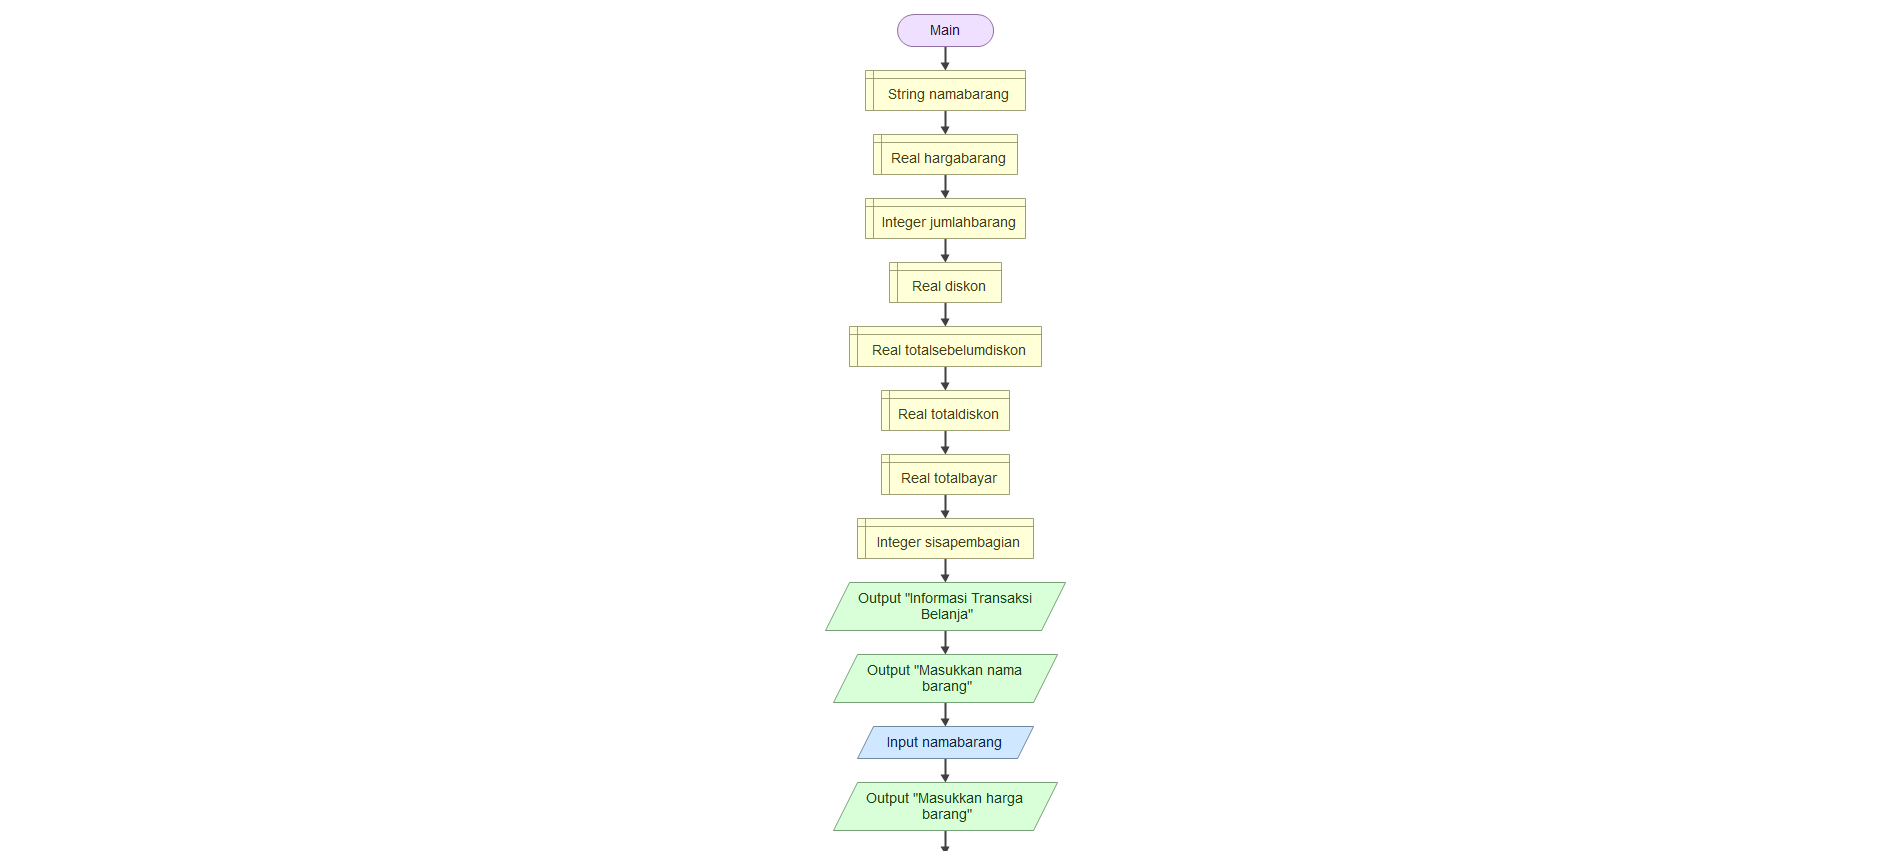 Main
String namabarang
Real hargabarang
Integer jumlahbarang
Real diskon
Real totalsebelumdiskon
Real totaldiskon
Real totalbayar
Integer sisapembagian
Output "Informasi Transaksi
Belanja"
Output "Masukkan nama
barang"
Input namabarang
Output "Masukkan harga
barang"